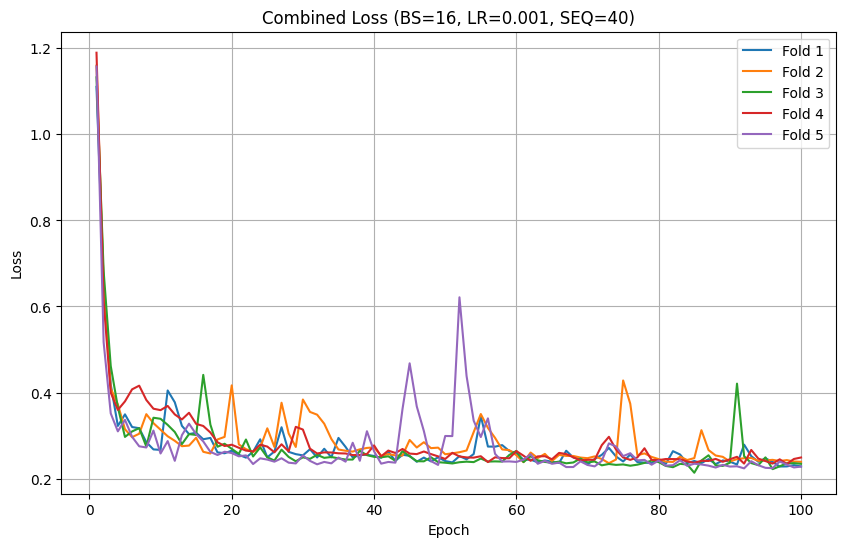 Combined Loss (BS=16, LR=0.001, SEQ=40)
Fold 1
Fold 2
Fold 3
Fold 4
Fold 5
Loss
1.2
1.0
0.8
0.6
0.4
0.2
0 20 40 60 80 100
Epoch